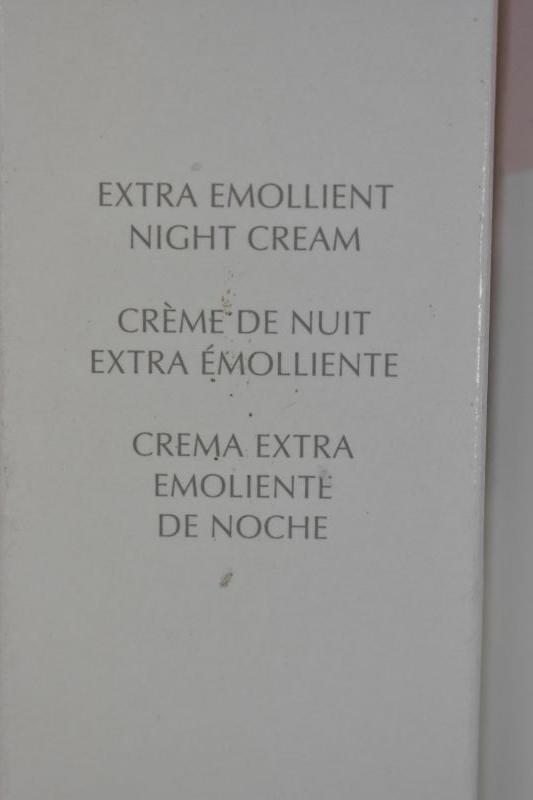 EXTRA EMOLLIENT
NIGHT CREAM
CRÈME DE NUIT
EXTRA ÉMOLLIENTE
CREMA EXTRA
EMOLIENTE
DE NOCHE